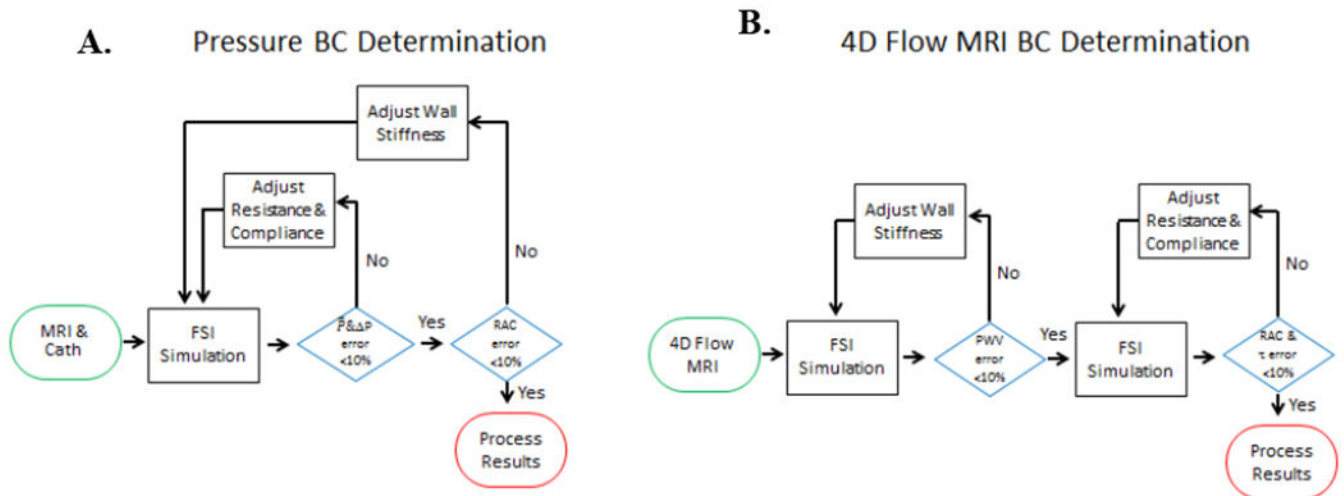 A.
Pressure BC Determination
Adjust Wall
Stiffness
Adjust
Resistance &
Compliance
No
No
MRI &
Cath
FSI
Simulation
P̄&ΔP
error
<10%
Yes
RAC
error
<10%
Yes
Process
Results
B.
4D Flow MRI BC Determination
Adjust Wall
Stiffness
Adjust
Resistance &
Compliance
No
No
4D Flow
MRI
FSI
Simulation
PWV
error
<10%
Yes
FSI
Simulation
RAC &
τ error
<10%
Yes
Process
Results